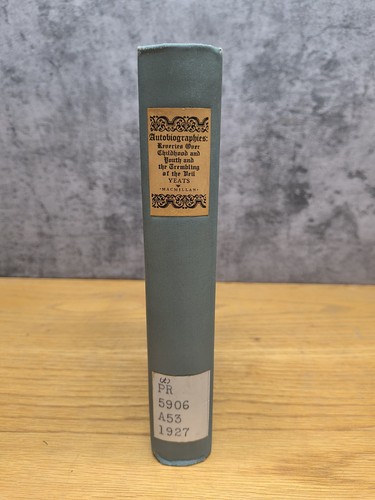 Autobiographies:
Reveries Over
Childhood and
Youth and
the Trembling
of the Veil
YEATS
·MACMILLAN·
PR
5906
A53
1927